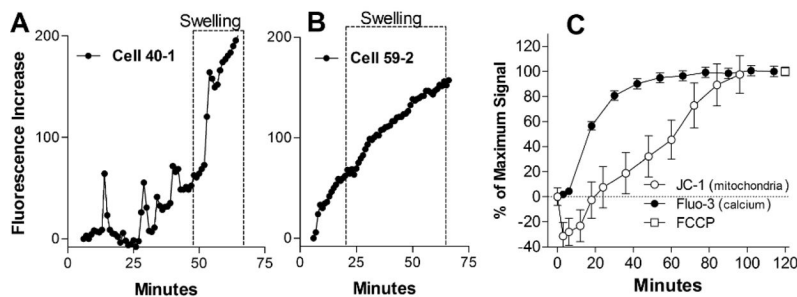 A
Swelling
Cell 40-1
Fluorescence Increase
200
100
0
0
25
50
75
Minutes
B
Swelling
Cell 59-2
200
100
0
0
25
50
75
Minutes
C
% of Maximum Signal
120
100
80
60
40
20
0
-20
-40
JC-1 (mitochondria)
Fluo-3 (calcium)
FCCP
0
20
40
60
80
100
120
Minutes